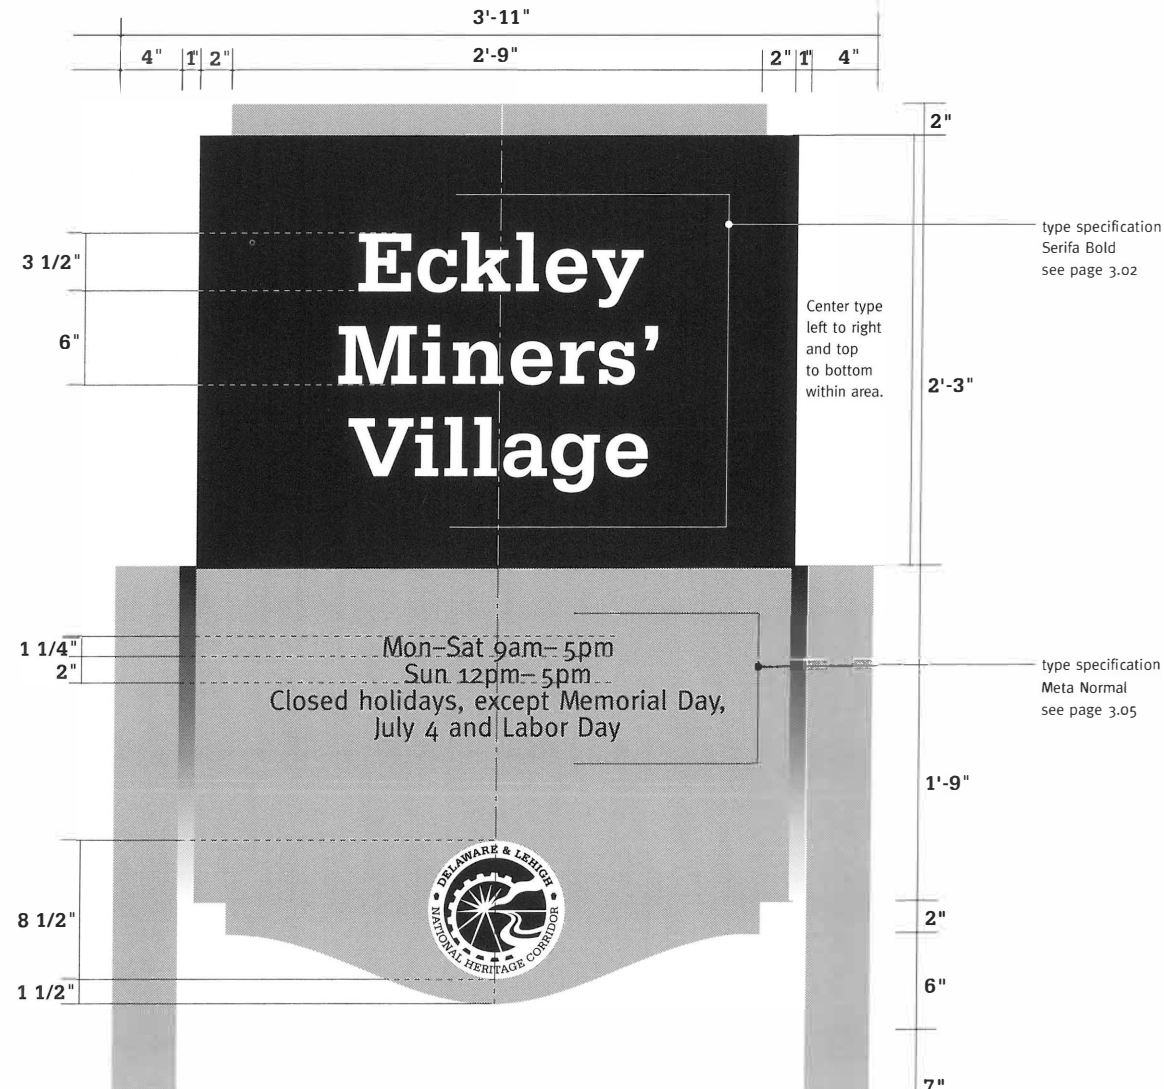 3'-11"
4" 1" 2" 2'-9" 2" 1" 4"
2"
Eckley
Miners’
Village
3 1/2"
6"
type specification
Serifa Bold
see page 3.02
Center type
left to right
and top
to bottom
within area.
2'-3"
Mon–Sat 9am–5pm
Sun 12pm–5pm
Closed holidays, except Memorial Day,
July 4 and Labor Day
1 1/4"
2"
type specification
Meta Normal
see page 3.05
1'-9"
DELAWARE & LEHIGH
NATIONAL HERITAGE CORRIDOR
8 1/2"
1 1/2"
2"
6"
7"